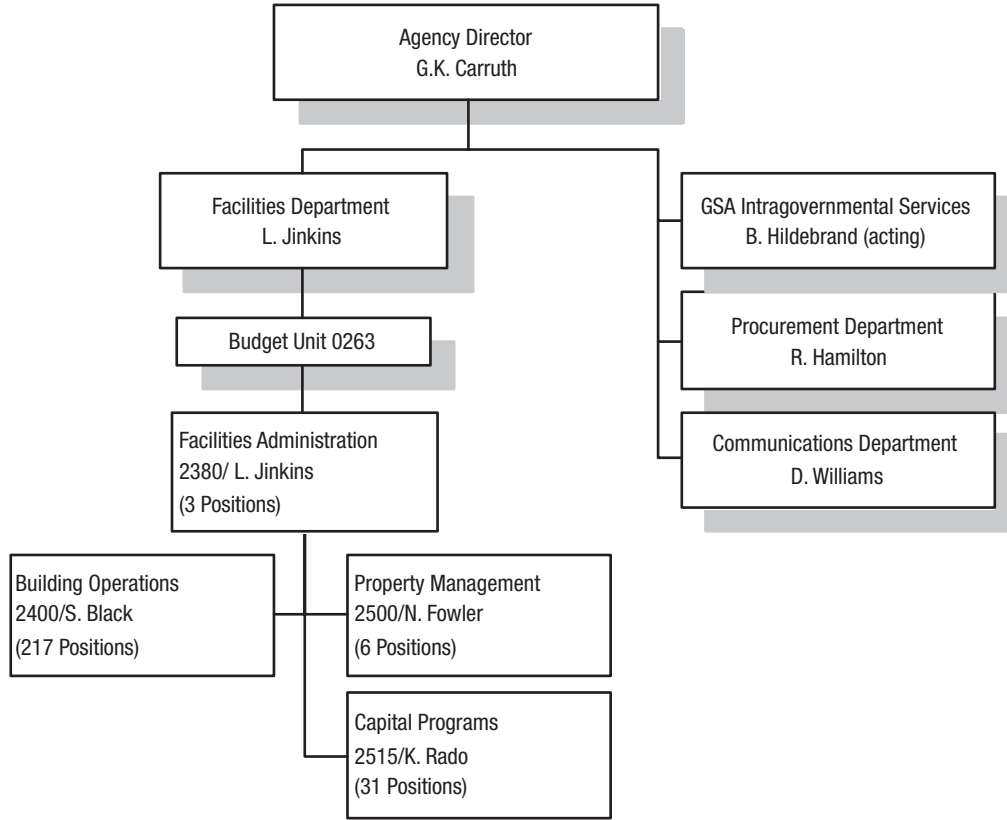 Agency Director
G.K. Carruth
Facilities Department
L. Jinkins
GSA Intragovernmental Services
B. Hildebrand (acting)
Budget Unit 0263
Procurement Department
R. Hamilton
Facilities Administration
2380/ L. Jinkins
(3 Positions)
Communications Department
D. Williams
Building Operations
2400/S. Black
(217 Positions)
Property Management
2500/N. Fowler
(6 Positions)
Capital Programs
2515/K. Rado
(31 Positions)